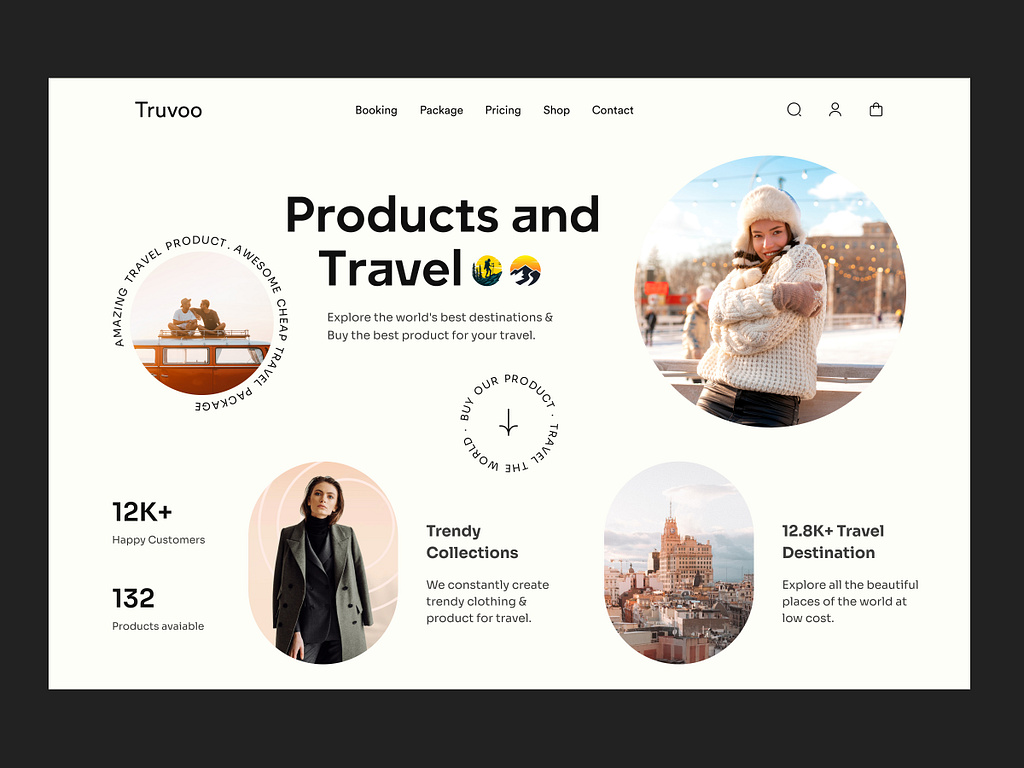 Truvoo
Booking
Package
Pricing
Shop
Contact
Products and
Travel
Explore the world's best destinations &
Buy the best product for your travel.
AMAZING TRAVEL PRODUCT. AWESOME CHEAP TRAVEL PACKAGE
BUY OUR PRODUCT · TRAVEL THE WORLD ·
12K+
Happy Customers
132
Products avaiable
Trendy
Collections
We constantly create
trendy clothing &
product for travel.
12.8K+ Travel
Destination
Explore all the beautiful
places of the world at
low cost.